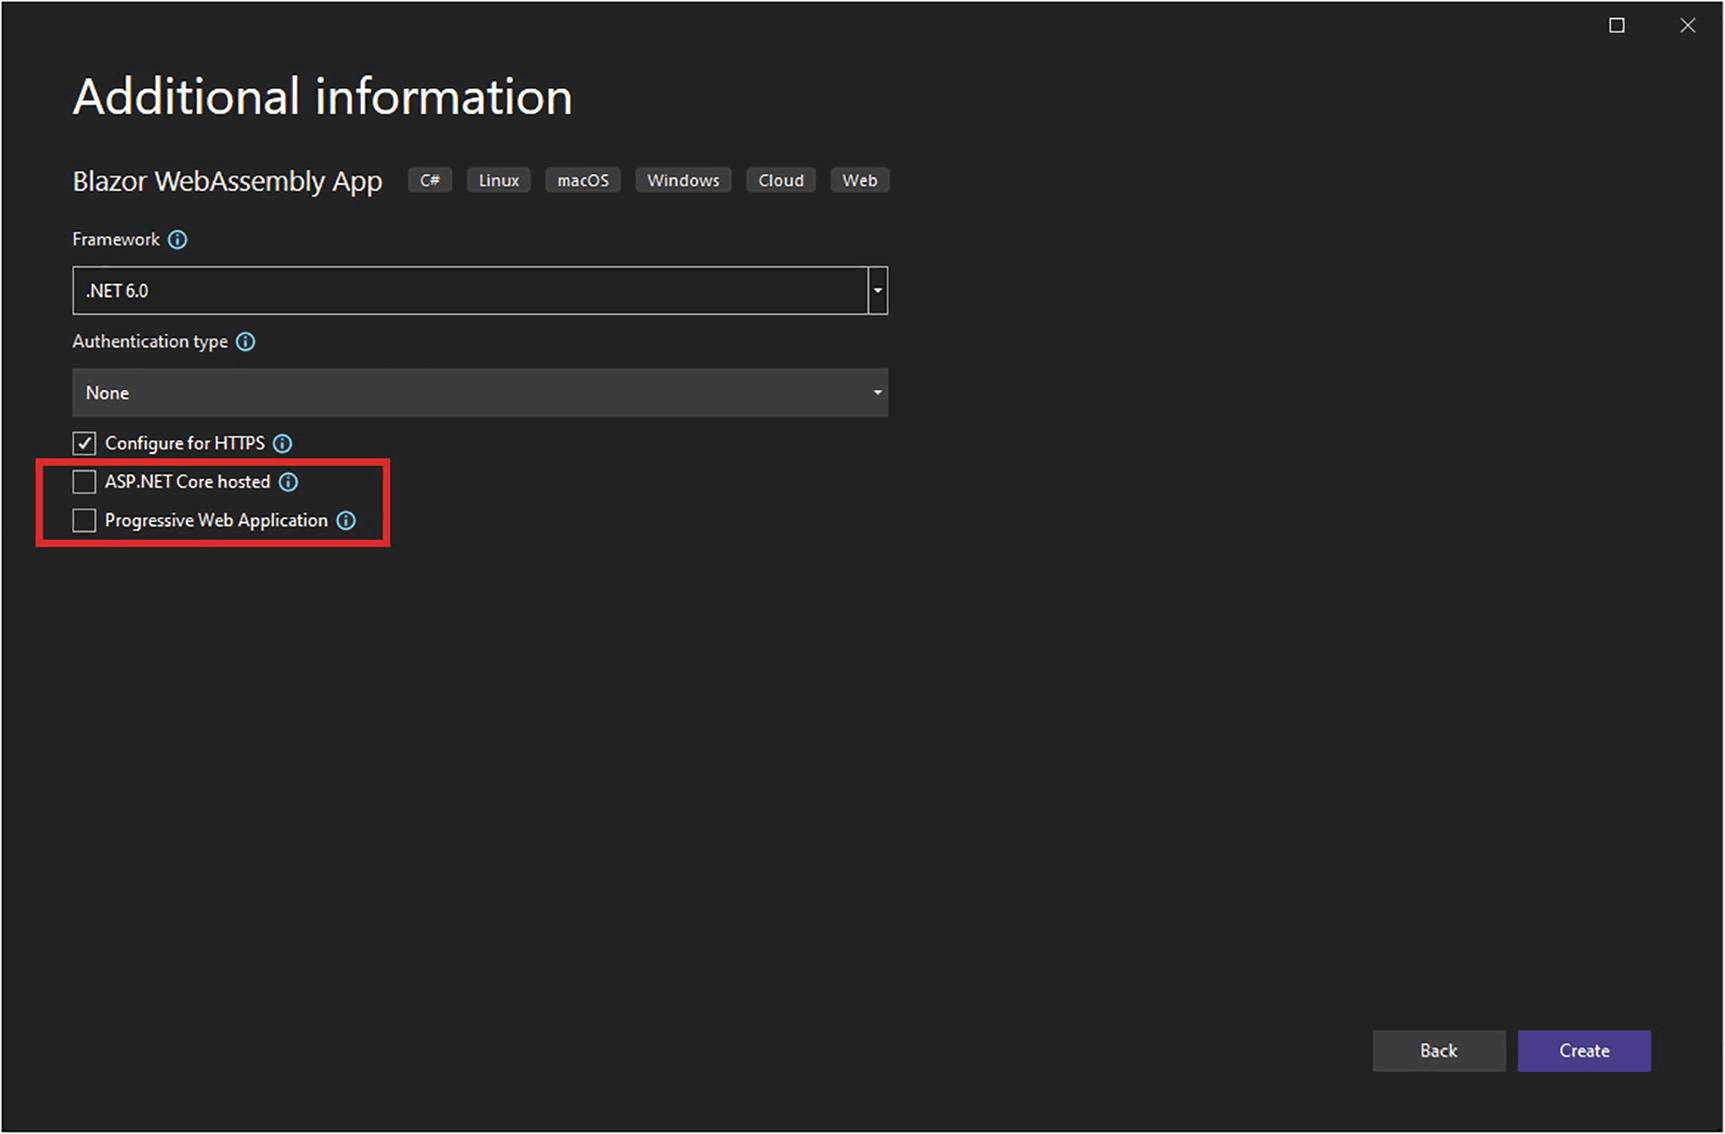 Additional information
Blazor WebAssembly App C# Linux macOS Windows Cloud Web
Framework
.NET 6.0
Authentication type
None
Configure for HTTPS
ASP.NET Core hosted
Progressive Web Application
Back Create